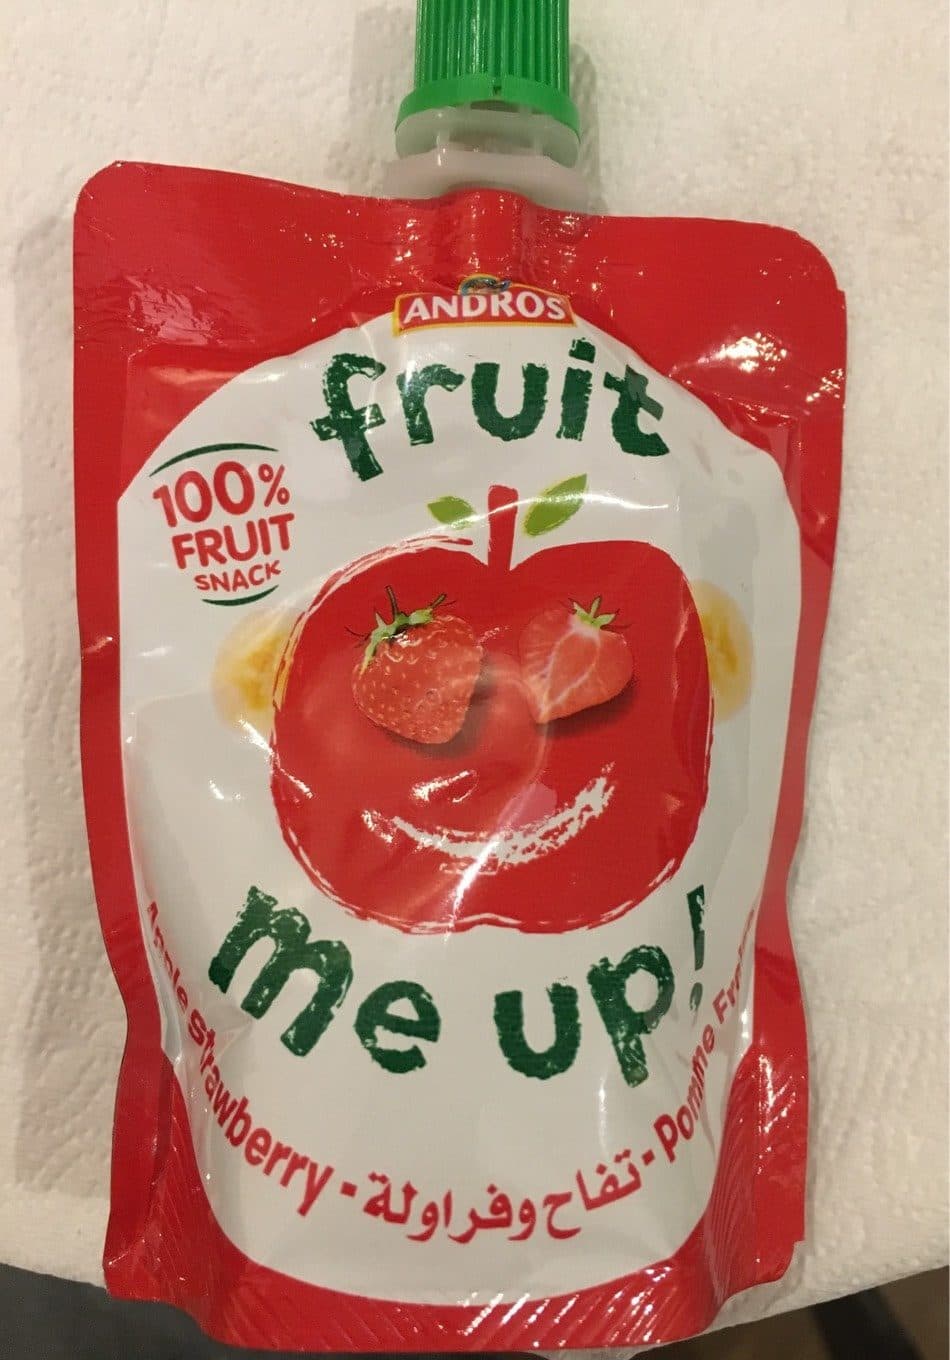 ANDROS
fruit
100%
FRUIT
SNACK
me up!
Apple strawberry - تفاح وفراولة - Pomme